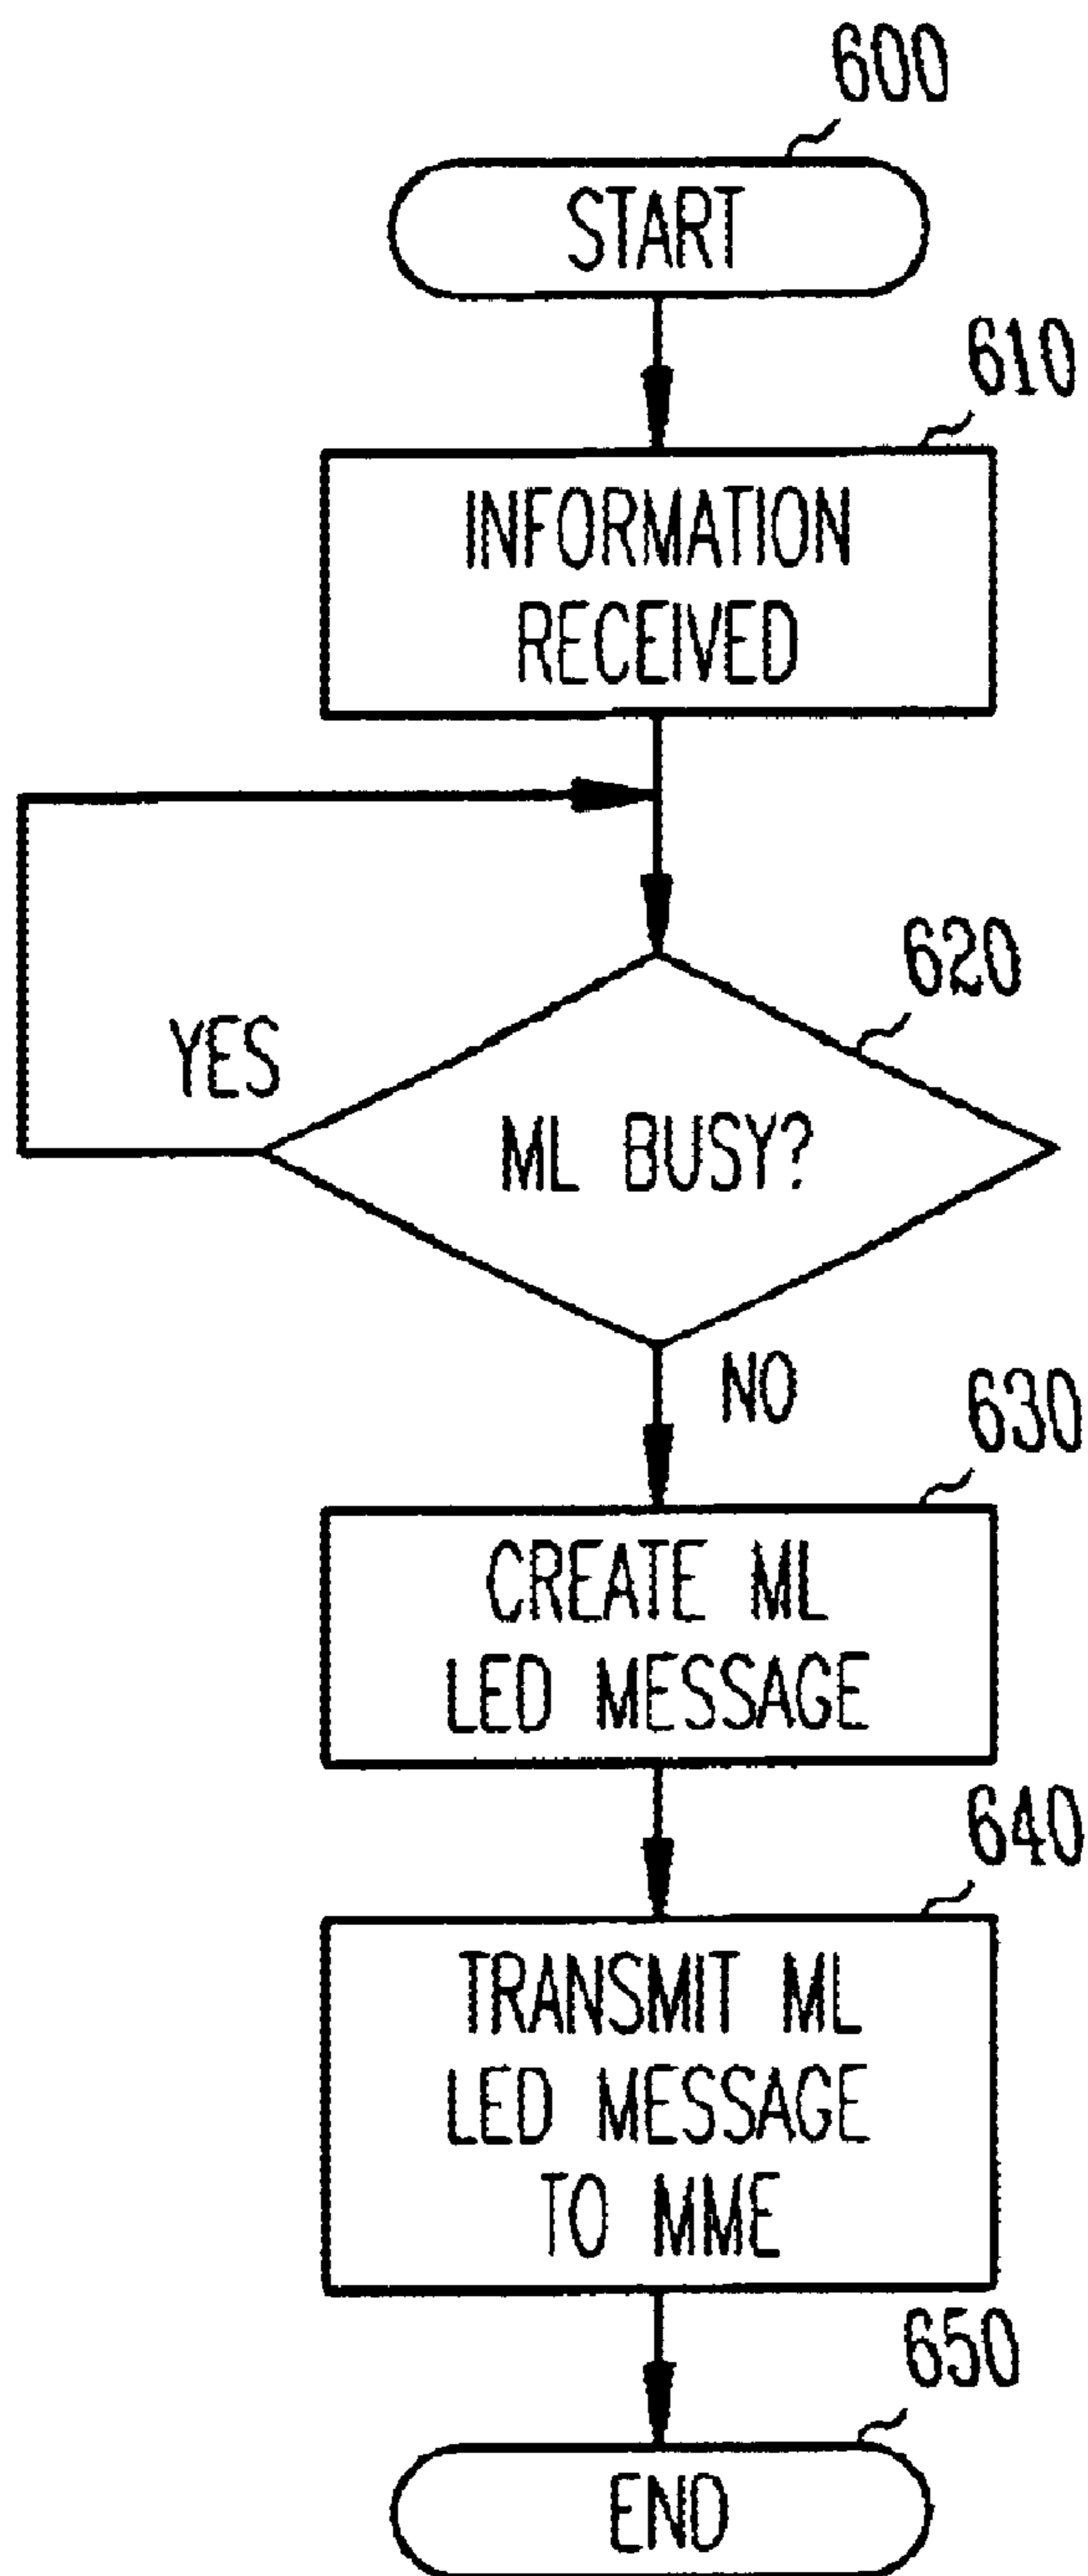 600
START
610
INFORMATION
RECEIVED
620
YES
ML BUSY?
NO
630
CREATE ML
LED MESSAGE
640
TRANSMIT ML
LED MESSAGE
TO MME
650
END